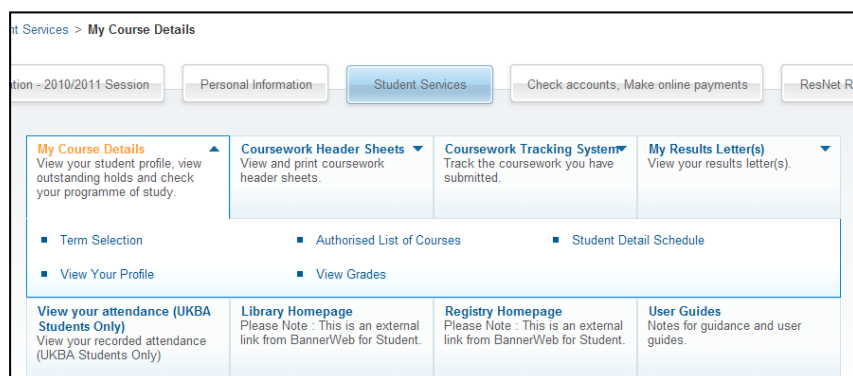 nt Services > My Course Details
tion - 2010/2011 Session
Personal Information
Student Services
Check accounts, Make online payments
ResNet R
My Course Details
View your student profile, view
outstanding holds and check
your programme of study.
Coursework Header Sheets
View and print coursework
header sheets.
Coursework Tracking System
Track the coursework you have
submitted.
My Results Letter(s)
View your results letter(s).
Term Selection
Authorised List of Courses
Student Detail Schedule
View Your Profile
View Grades
View your attendance (UKBA
Students Only)
View your recorded attendance
(UKBA Students Only)
Library Homepage
Please Note : This is an external
link from BannerWeb for Student.
Registry Homepage
Please Note : This is an external
link from BannerWeb for Student.
User Guides
Notes for guidance and user
guides.